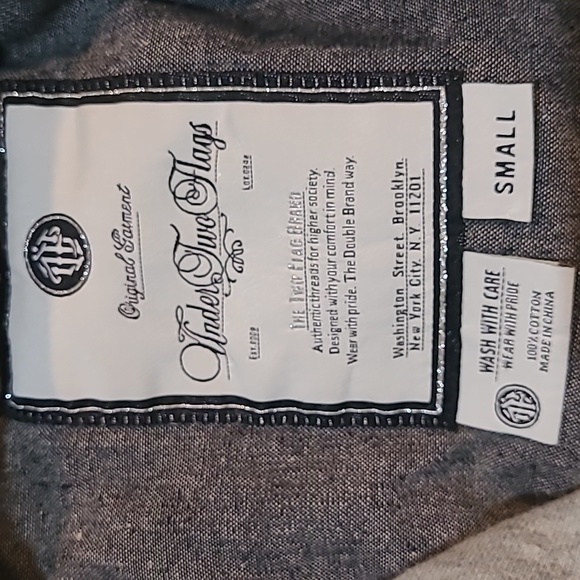 Original Garment
Under Two Flags
THE TWO FLAG BRAND
Authentic threads for higher society.
Designed with your comfort in mind.
Wear with pride. The Double Brand way.
Washington Street. Brooklyn.
New York City. N.Y. 11201
SMALL
WASH WITH CARE
WEAR WITH PRIDE
100% COTTON
MADE IN CHINA